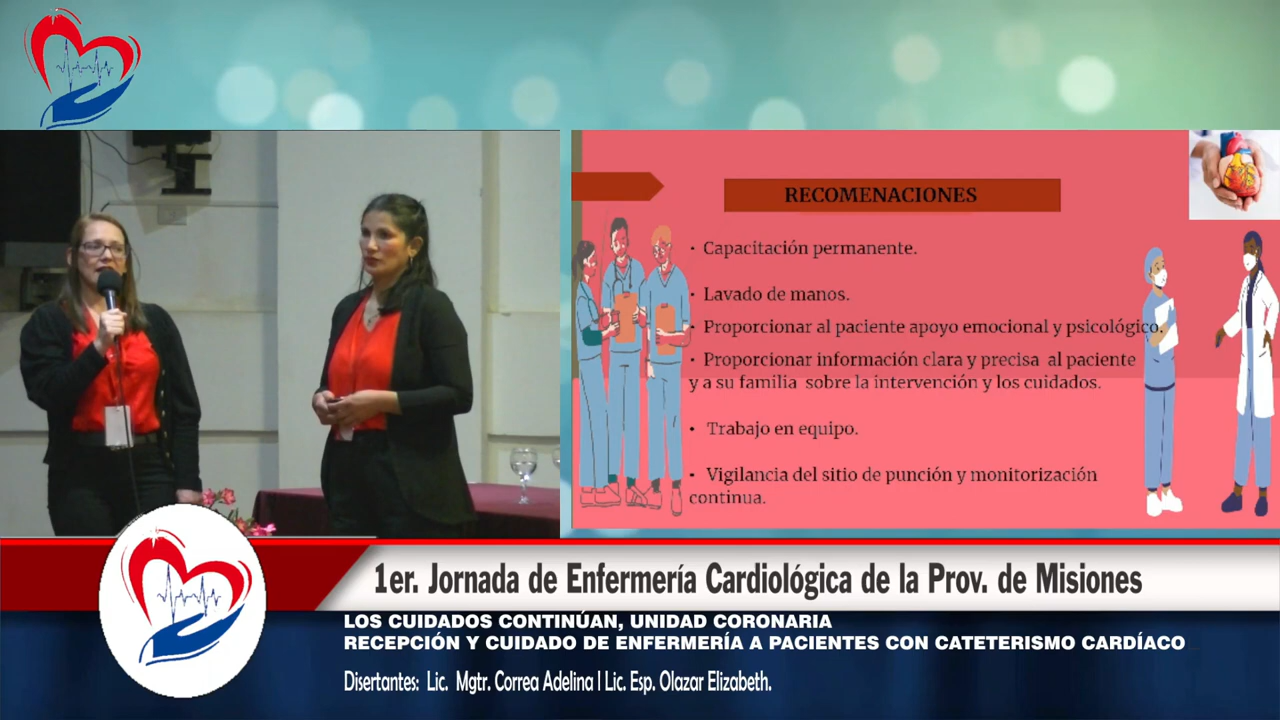 RECOMENACIONES
• Capacitación permanente.
• Lavado de manos.
• Proporcionar al paciente apoyo emocional y psicológico.
• Proporcionar información clara y precisa al paciente
y a su familia sobre la intervención y los cuidados.
• Trabajo en equipo.
• Vigilancia del sitio de punción y monitorización
continua.
1er. Jornada de Enfermería Cardiológica de la Prov. de Misiones
LOS CUIDADOS CONTINÚAN, UNIDAD CORONARIA
RECEPCIÓN Y CUIDADO DE ENFERMERÍA A PACIENTES CON CATETERISMO CARDÍACO
Disertantes: Lic. Mgtr. Correa Adelina | Lic. Esp. Olazar Elizabeth.